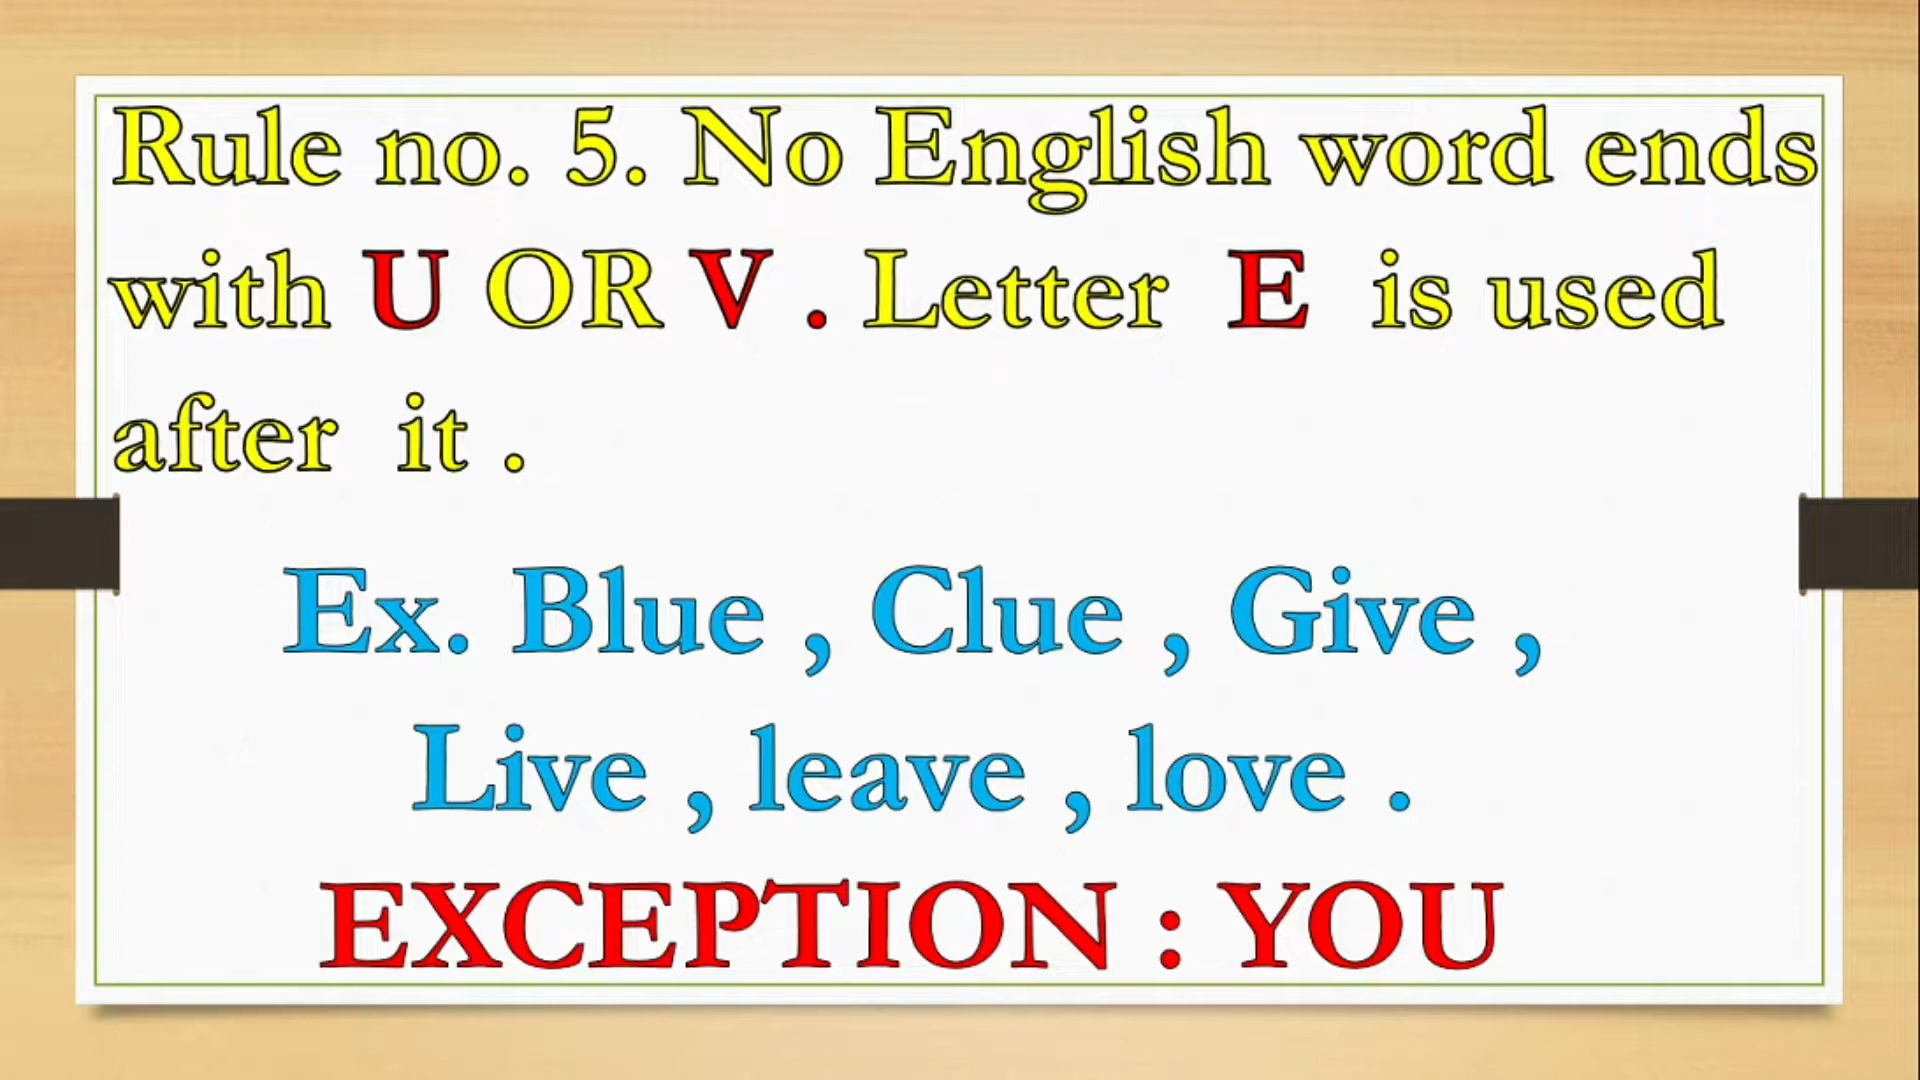 Rule no. 5. No English word ends
with U OR V . Letter E is used
after it .
Ex. Blue , Clue , Give ,
Live , leave , love .
EXCEPTION : YOU